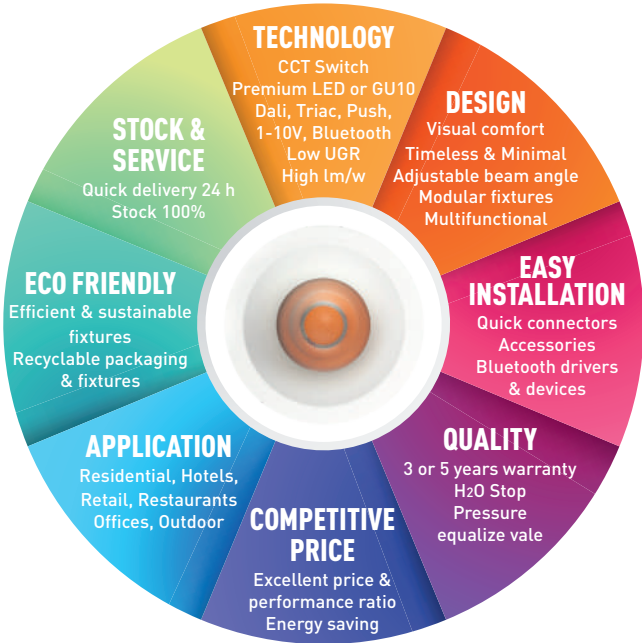 TECHNOLOGY
CCT Switch
Premium LED or GU10
Dali, Triac, Push,
1-10V, Bluetooth
Low UGR
High lm/w
DESIGN
Visual comfort
Timeless & Minimal
Adjustable beam angle
Modular fixtures
Multifunctional
EASY
INSTALLATION
Quick connectors
Accessories
Bluetooth drivers
& devices
QUALITY
3 or 5 years warranty
H2O Stop
Pressure
equalize vale
COMPETITIVE
PRICE
Excellent price &
performance ratio
Energy saving
APPLICATION
Residential, Hotels,
Retail, Restaurants
Offices, Outdoor
ECO FRIENDLY
Efficient & sustainable
fixtures
Recyclable packaging
& fixtures
STOCK &
SERVICE
Quick delivery 24 h
Stock 100%